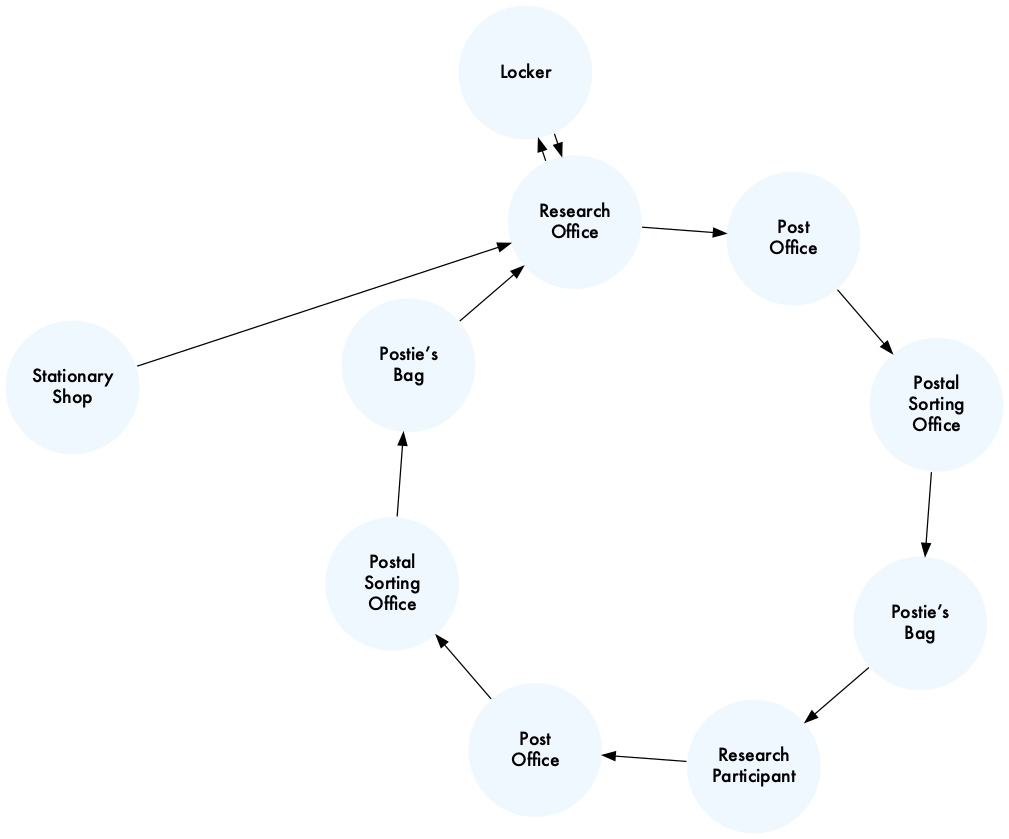 Locker
Research
Office
Post
Office
Stationary
Shop
Postie's
Bag
Postal
Sorting
Office
Postal
Sorting
Office
Postie's
Bag
Post
Office
Research
Participant